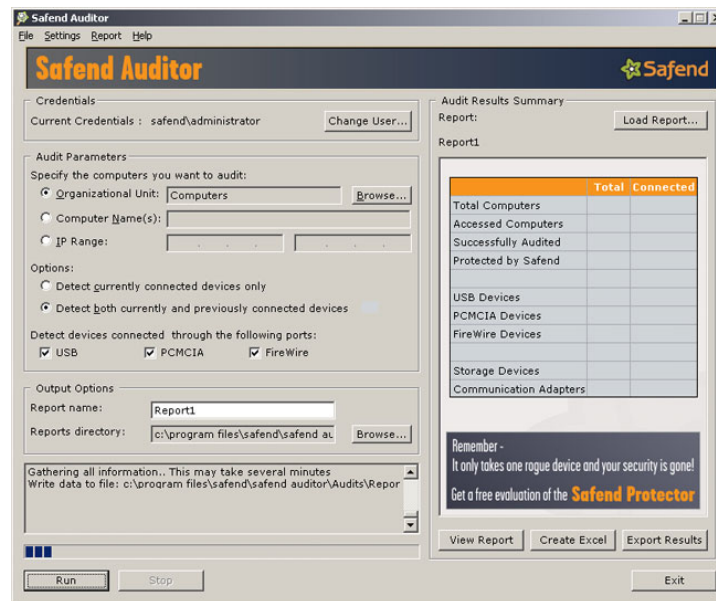 Safend Auditor
File Settings Report Help
Safend Auditor
Safend
Credentials
Current Credentials : safend\administrator
Change User...
Audit Parameters
Specify the computers you want to audit:
Organizational Unit: Computers
Browse...
Computer Name(s):
IP Range:
Options:
Detect currently connected devices only
Detect both currently and previously connected devices
Detect devices connected through the following ports:
USB PCMCIA FireWire
Output Options
Report name: Report1
Reports directory: c:\program files\safend\safend au
Browse...
Gathering all information.. This may take several minutes
Write data to file: c:\program files\safend\safend auditor\Audits\Repor
Run Stop
Audit Results Summary
Report:
Load Report...
Report1
Total Connected
Total Computers
Accessed Computers
Successfully Audited
Protected by Safend
USB Devices
PCMCIA Devices
FireWire Devices
Storage Devices
Communication Adapters
Remember -
It only takes one rogue device and your security is gone!
Get a free evaluation of the Safend Protector
View Report Create Excel Export Results
Exit